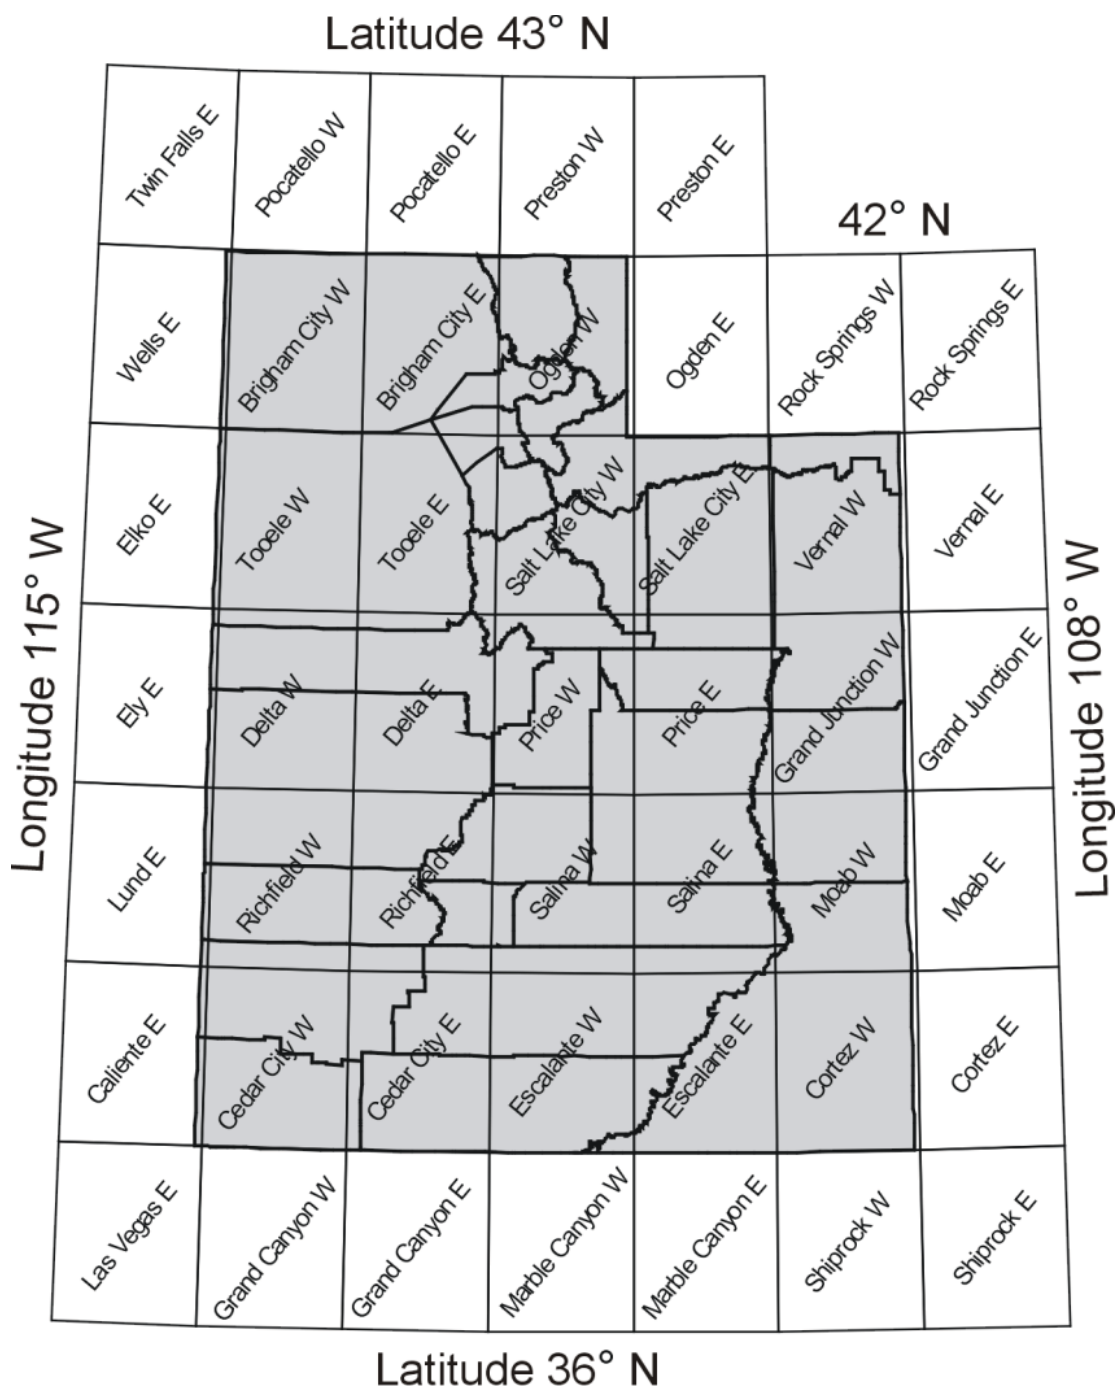 Latitude 43° N
Twin Falls E
Pocatello W
Pocatello E
Preston W
Preston E
42° N
Wells E
Brigham City W
Brigham City E
Ogden W
Ogden E
Rock Springs W
Rock Springs E
Elko E
Tooele W
Tooele E
Salt Lake City W
Salt Lake City E
Vernal W
Vernal E
Longitude 115° W
Longitude 108° W
Ely E
Delta W
Delta E
Price W
Price E
Grand Junction W
Grand Junction E
Lund E
Richfield W
Richfield E
Salina W
Salina E
Moab W
Moab E
Caliente E
Cedar City W
Cedar City E
Escalante W
Escalante E
Cortez W
Cortez E
Las Vegas E
Grand Canyon W
Grand Canyon E
Marble Canyon W
Marble Canyon E
Shiprock W
Shiprock E
Latitude 36° N